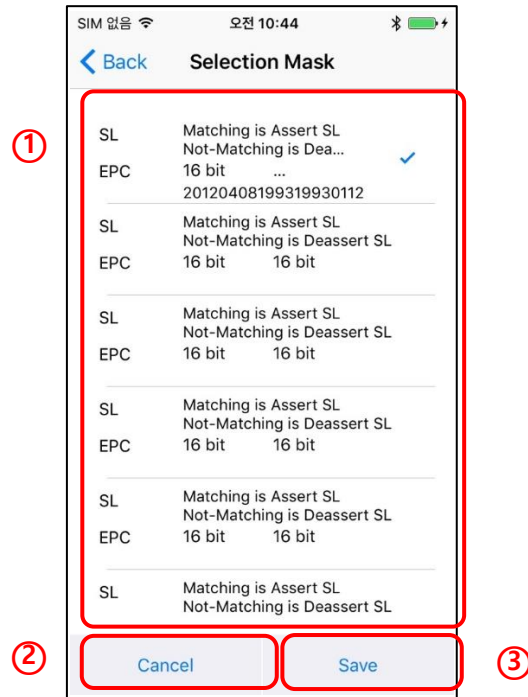 SIM 없음 오전 10:44
Back Selection Mask
①
SL Matching is Assert SL
Not-Matching is Dea...
EPC 16 bit ...
20120408199319930112
SL Matching is Assert SL
Not-Matching is Deassert SL
EPC 16 bit 16 bit
SL Matching is Assert SL
Not-Matching is Deassert SL
EPC 16 bit 16 bit
SL Matching is Assert SL
Not-Matching is Deassert SL
EPC 16 bit 16 bit
SL Matching is Assert SL
Not-Matching is Deassert SL
EPC 16 bit 16 bit
SL Matching is Assert SL
Not-Matching is Deassert SL
② Cancel Save ③